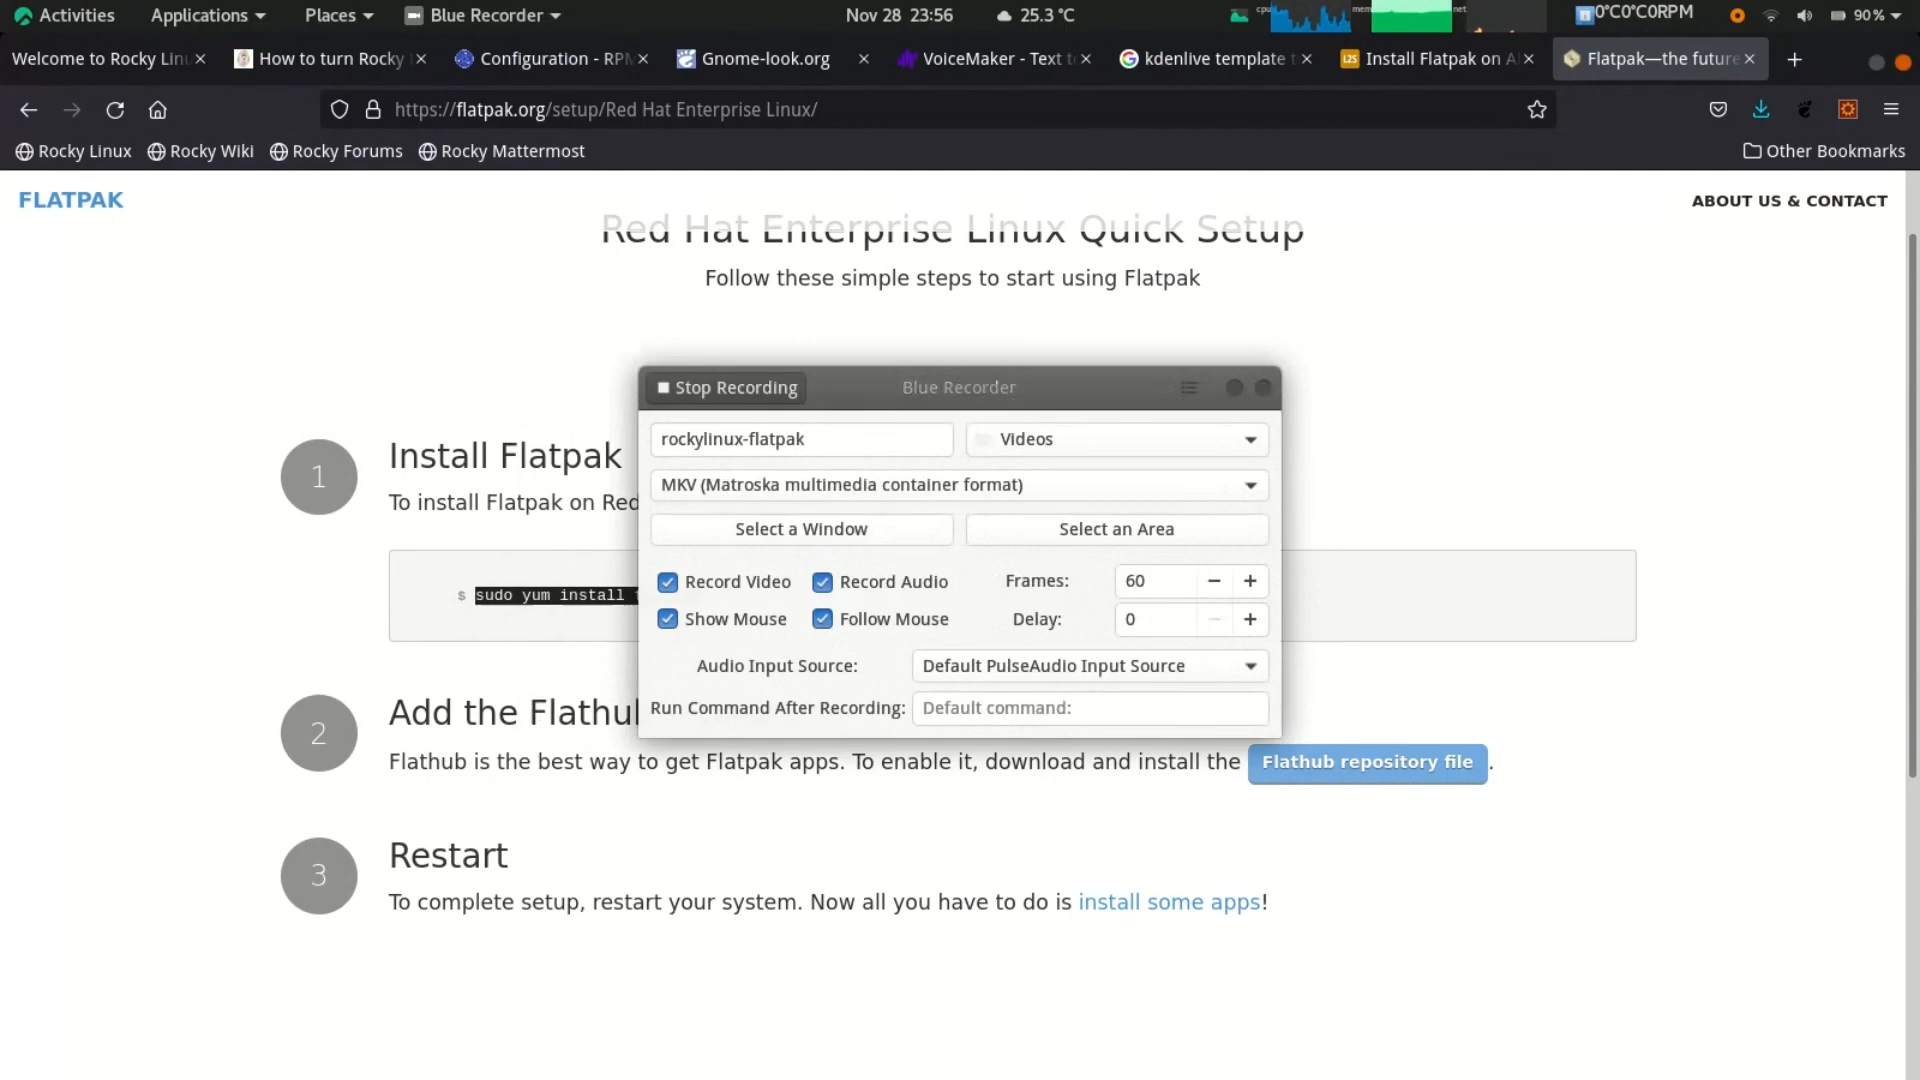 Activities Applications Places Blue Recorder Nov 28 23:56 25.3 °C cpu mem net 0°C0°C0RPM 90%
Welcome to Rocky Lin How to turn Rocky Configuration - RPM Gnome-look.org VoiceMaker - Text t kdenlive template t Install Flatpak on Al Flatpak—the future
https://flatpak.org/setup/Red Hat Enterprise Linux/
Rocky Linux Rocky Wiki Rocky Forums Rocky Mattermost Other Bookmarks
FLATPAK ABOUT US & CONTACT
Red Hat Enterprise Linux Quick Setup
Follow these simple steps to start using Flatpak
Stop Recording Blue Recorder
rockylinux-flatpak Videos
MKV (Matroska multimedia container format)
Select a Window Select an Area
Record Video Record Audio Frames: 60
Show Mouse Follow Mouse Delay: 0
Audio Input Source: Default PulseAudio Input Source
Run Command After Recording: Default command:
1 Install Flatpak
To install Flatpak on Red
$ sudo yum install
2 Add the Flathu
Flathub is the best way to get Flatpak apps. To enable it, download and install the Flathub repository file.
3 Restart
To complete setup, restart your system. Now all you have to do is install some apps!